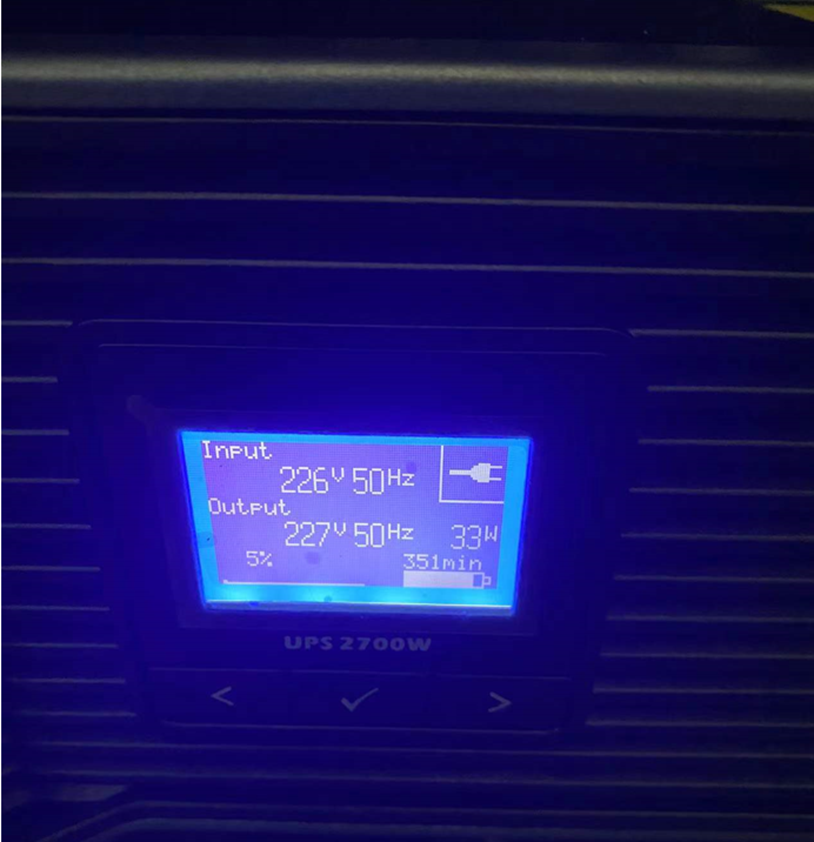 Input
226V 50Hz
Output
227V 50Hz 33W
5% 351min
UPS 2700W